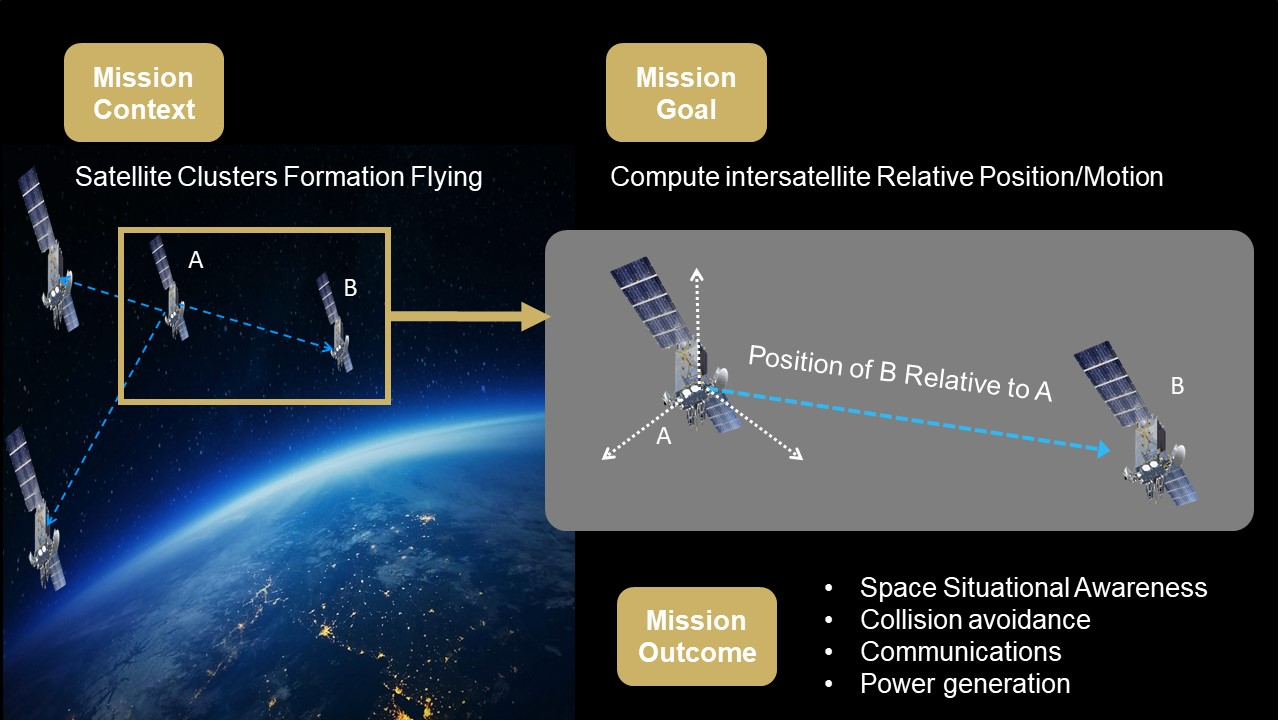 Mission
Context
Satellite Clusters Formation Flying
A
B
Mission
Goal
Compute intersatellite Relative Position/Motion
Position of B Relative to A
A
B
Mission
Outcome
• Space Situational Awareness
• Collision avoidance
• Communications
• Power generation